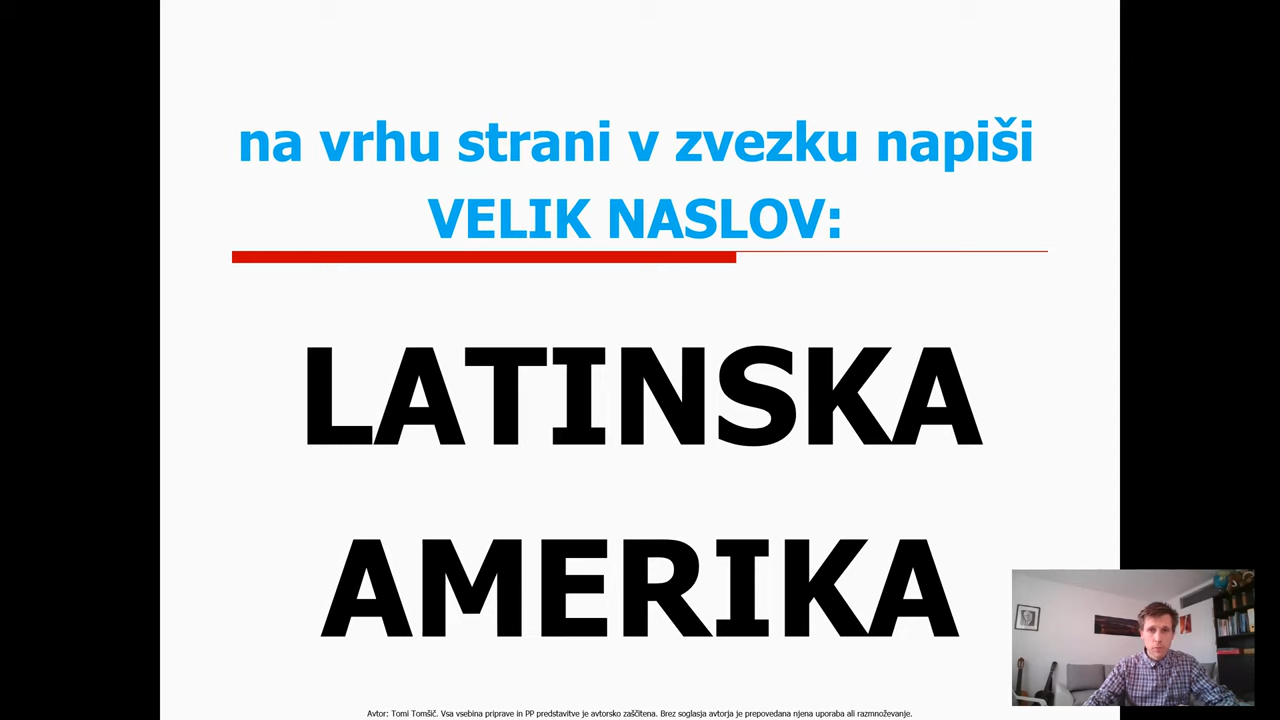 na vrhu strani v zvezku napiši
VELIK NASLOV:
LATINSKA
AMERIKA
Avtor: Tomi Tomšič. Vsa vsebina priprave in PP predstavitve je avtorsko zaščitena. Brez soglasja avtorja je prepovedana njena uporaba ali razmnoževanje.